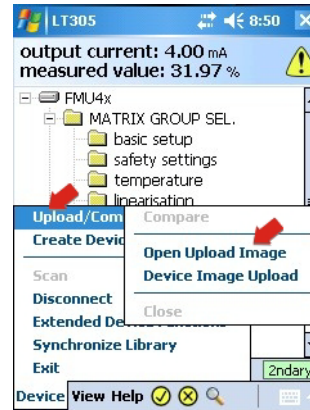 LT305 8:50
output current: 4.00 mA
measured value: 31.97 %
FMU4x
MATRIX GROUP SEL.
basic setup
safety settings
temperature
linearisation
Upload/Com
Create Devic
Scan
Disconnect
Extended De
Synchronize Library
Exit
Compare
Open Upload Image
Device Image Upload
Close
2ndary
Device View Help